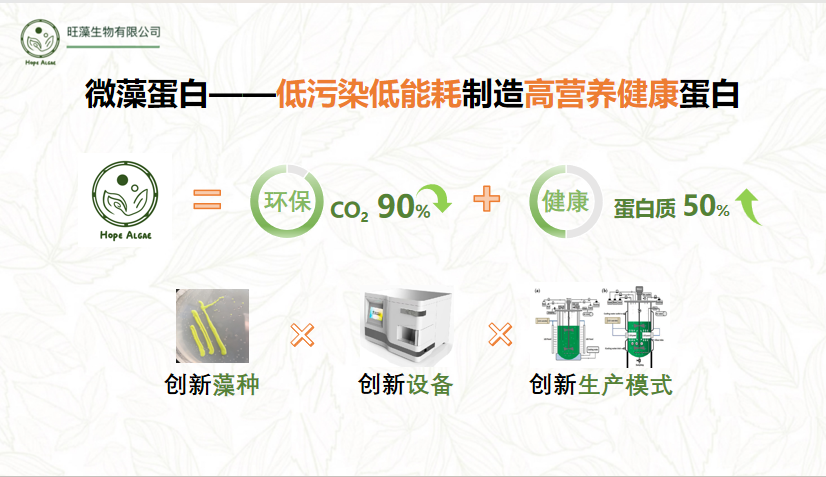 旺藻生物有限公司
Hope Algae
微藻蛋白——低污染低能耗制造高营养健康蛋白
Hope Algae
=
环保
CO₂ 90%
+
健康
蛋白质 50%
(a)
(b)
×
×
创新藻种
创新设备
创新生产模式